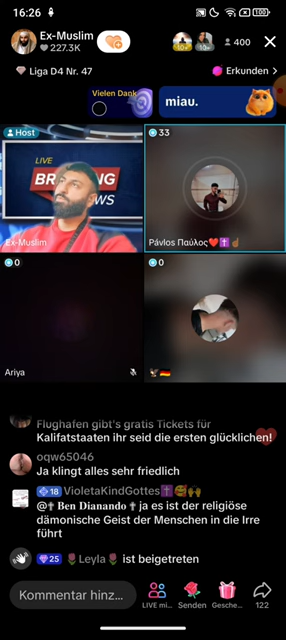 16:26
100
Ex-Muslim
227.3K
10+
10+
400
Liga D4 Nr. 47
Erkunden >
Vielen Dank
miau.
Host
33
LIVE
NEWS
Ex-Muslim
Pávlos Παύλος❤️✝️☝🏽
0
0
Ariya
🦅🇩🇪
Flughafen gibt's gratis Tickets für
Kalifatstaaten ihr seid die ersten glücklichen!
oqw65046
Ja klingt alles sehr friedlich
18 VioletaKindGottes✝️🥰🙌
@✝ Ben Dianando ✝ ja es ist der religiöse
dämonische Geist der Menschen in die Irre
führt
25 🌷Leyla🌷 ist beigetreten
Kommentar hinz...
LIVE mi...
Senden
Gesche...
122